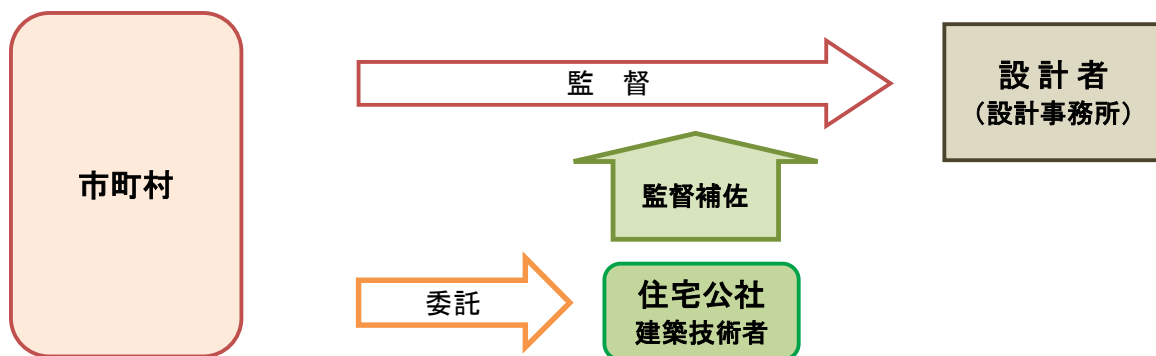 市町村
監　督
設 計 者
（設計事務所）
監督補佐
委託
住宅公社
建築技術者